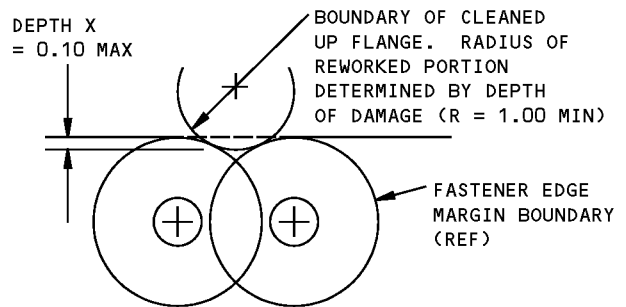 DEPTH X
= 0.10 MAX
BOUNDARY OF CLEANED
UP FLANGE. RADIUS OF
REWORKED PORTION
DETERMINED BY DEPTH
OF DAMAGE (R = 1.00 MIN)
FASTENER EDGE
MARGIN BOUNDARY
(REF)